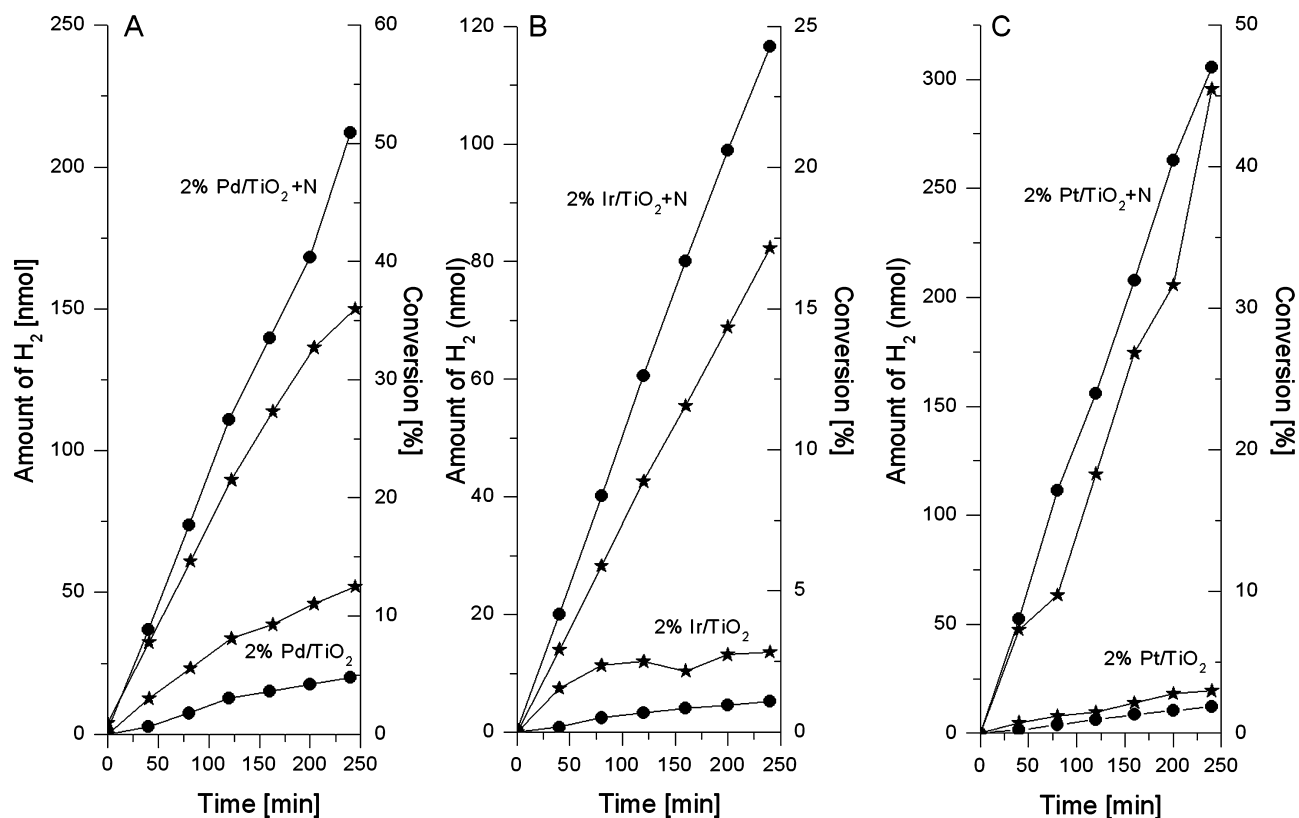 A
250
200
150
100
50
0
Amount of H2 [nmol]
60
50
40
30
20
10
0
Conversion [%]
2% Pd/TiO2+N
2% Pd/TiO2
0 50 100 150 200 250
Time [min]
B
120
100
80
60
40
20
0
Amount of H2 (nmol)
25
20
15
10
5
0
Conversion [%]
2% Ir/TiO2+N
2% Ir/TiO2
0 50 100 150 200 250
Time [min]
C
300
250
200
150
100
50
0
Amount of H2 (nmol)
50
40
30
20
10
0
Conversion [%]
2% Pt/TiO2+N
2% Pt/TiO2
0 50 100 150 200 250
Time [min]